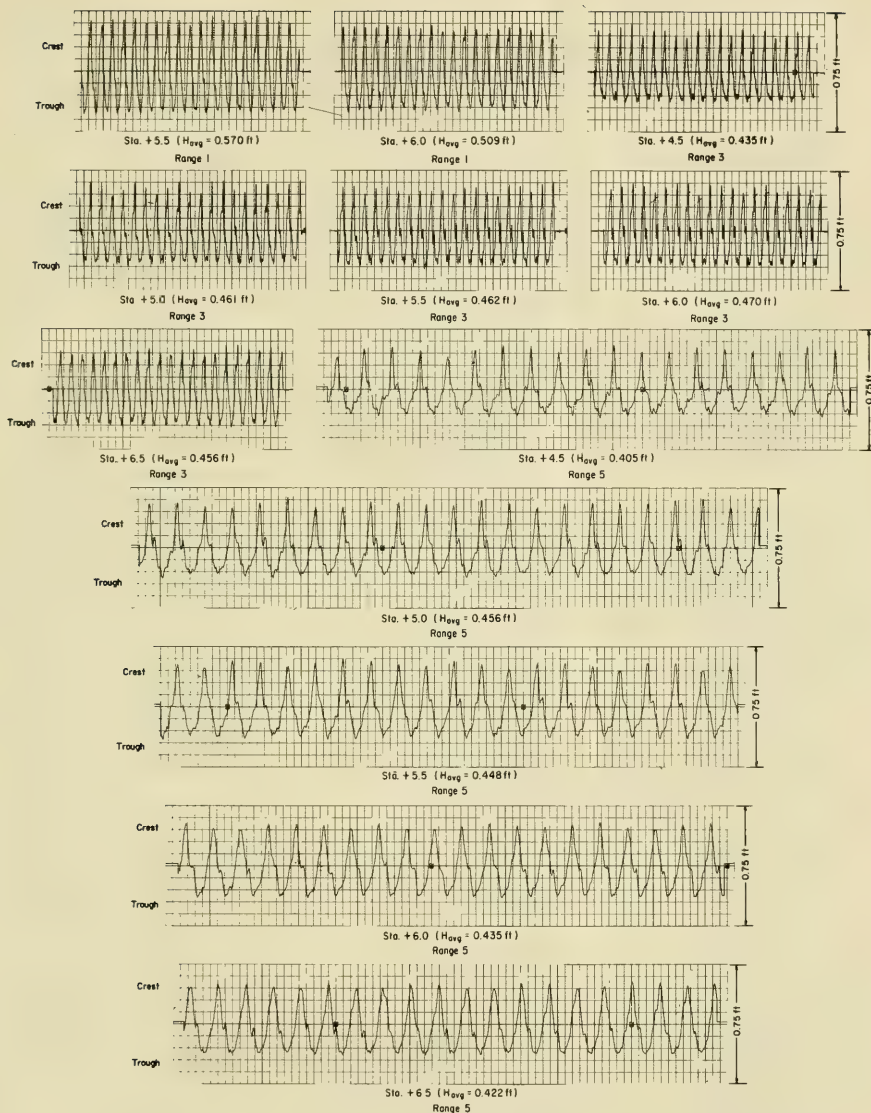 Crest
Trough
0.75 ft
Sta. +5.5 (Havg = 0.570 ft)
Range 1
Sta. +6.0 (Havg = 0.509 ft)
Range 1
Sta. +4.5 (Havg = 0.435 ft)
Range 3
Crest
Trough
0.75 ft
Sta +5.0 (Havg = 0.461 ft)
Range 3
Sta. +5.5 (Havg = 0.462 ft)
Range 3
Sta. +6.0 (Havg = 0.470 ft)
Range 3
Crest
Trough
0.75 ft
Sta. +6.5 (Havg = 0.456 ft)
Range 3
Sta. +4.5 (Havg = 0.405 ft)
Range 5
Crest
Trough
0.75 ft
Sta. +5.0 (Havg = 0.456 ft)
Range 5
Crest
Trough
0.75 ft
Sta. +5.5 (Havg = 0.448 ft)
Range 5
Crest
Trough
0.75 ft
Sta. +6.0 (Havg = 0.435 ft)
Range 5
Crest
Trough
0.75 ft
Sta. +6.5 (Havg = 0.422 ft)
Range 5